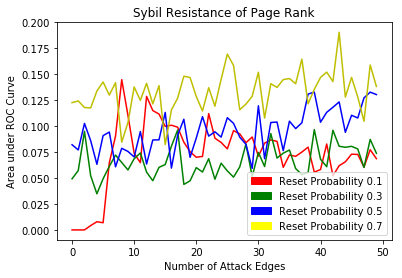 Sybil Resistance of Page Rank
Area under ROC Curve
0.200
0.175
0.150
0.125
0.100
0.075
0.050
0.025
0.000
Reset Probability 0.1
Reset Probability 0.3
Reset Probability 0.5
Reset Probability 0.7
0 10 20 30 40 50
Number of Attack Edges